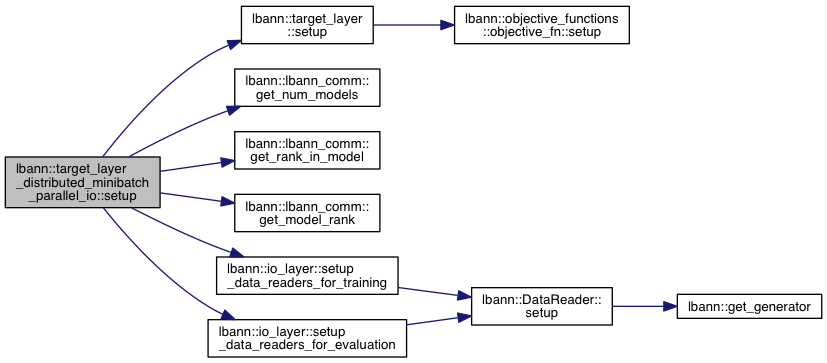 lbann::target_layer
::setup
lbann::objective_functions
::objective_fn::setup
lbann::lbann_comm::
get_num_models
lbann::lbann_comm::
get_rank_in_model
lbann::target_layer
_distributed_minibatch
_parallel_io::setup
lbann::lbann_comm::
get_model_rank
lbann::io_layer::setup
_data_readers_for_training
lbann::DataReader::
setup
lbann::get_generator
lbann::io_layer::setup
_data_readers_for_evaluation